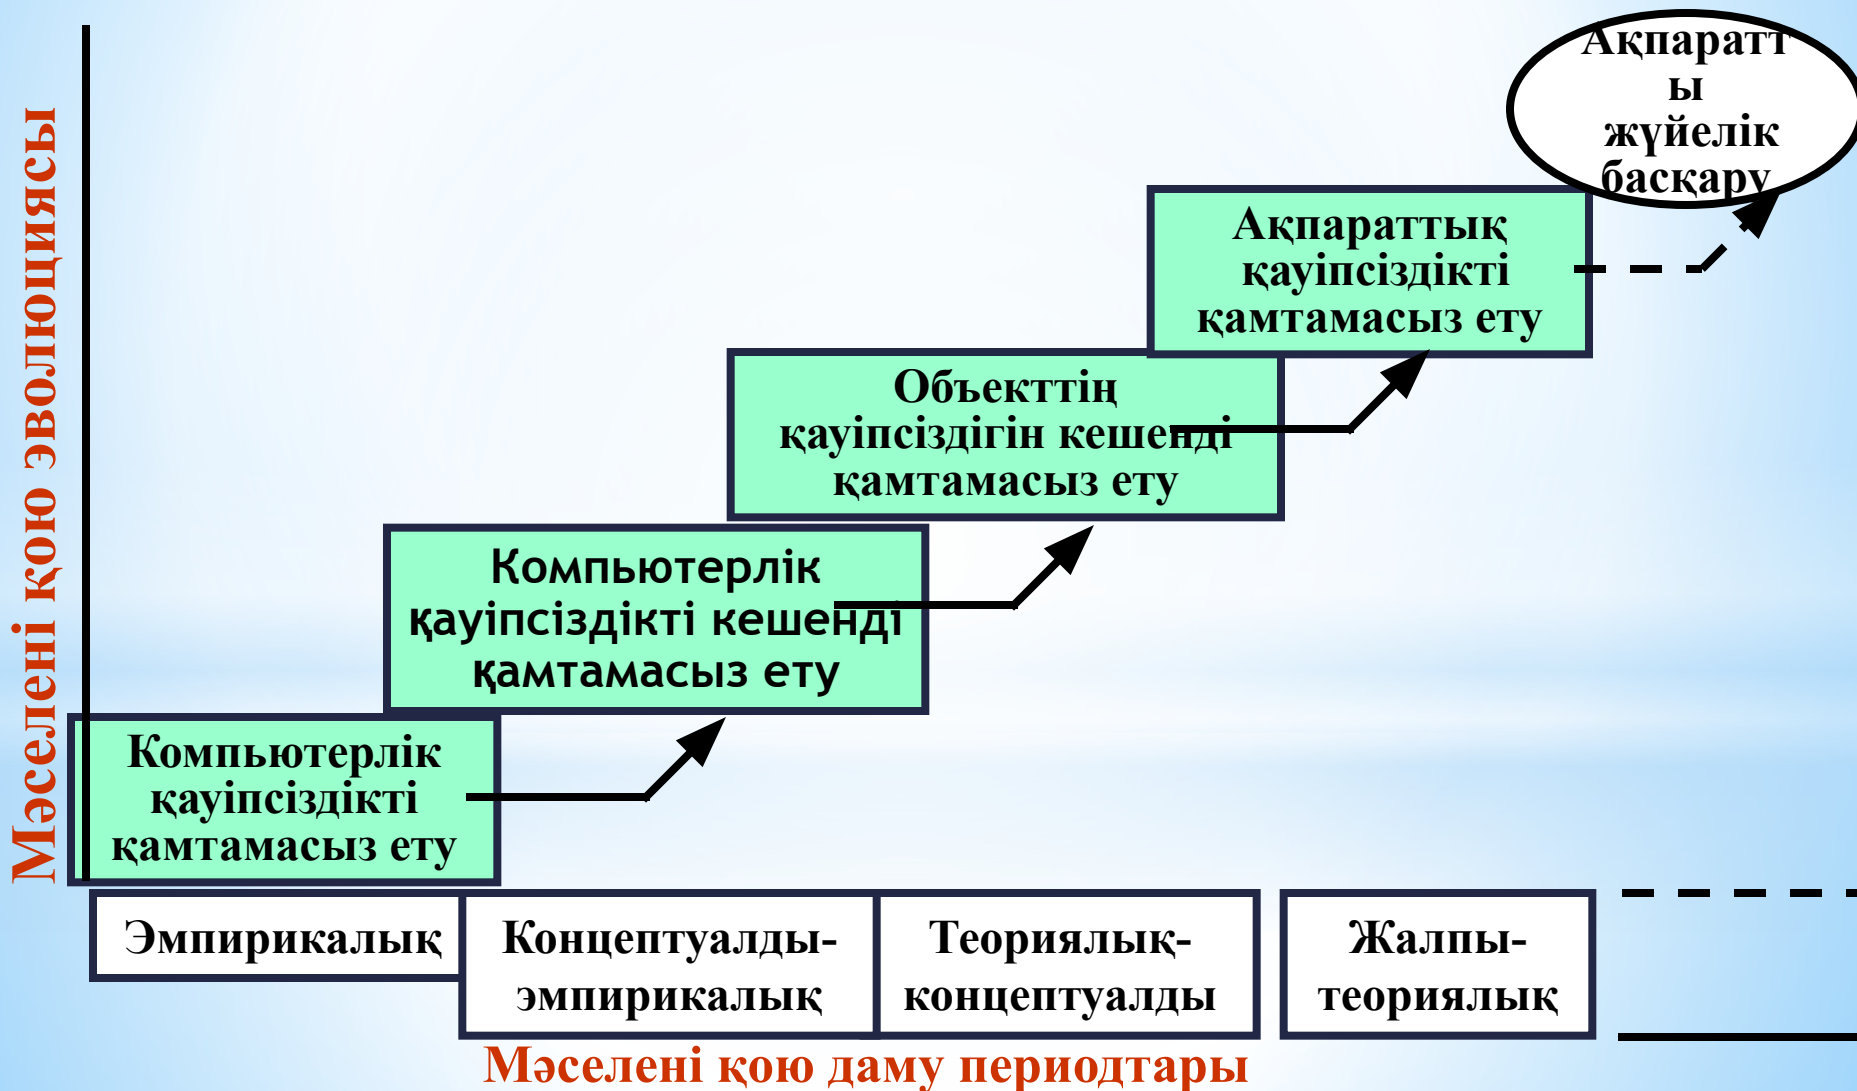 Мәселені қою эволюциясы
Ақпаратт
ы
жүйелік
басқару
Ақпараттық
қауіпсіздікті
қамтамасыз ету
Объекттің
қауіпсіздігін кешенді
қамтамасыз ету
Компьютерлік
қауіпсіздікті кешенді
қамтамасыз ету
Компьютерлік
қауіпсіздікті
қамтамасыз ету
Эмпирикалық
Концептуалды-
эмпирикалық
Теориялық-
концептуалды
Жалпы-
теориялық
Мәселені қою даму периодтары